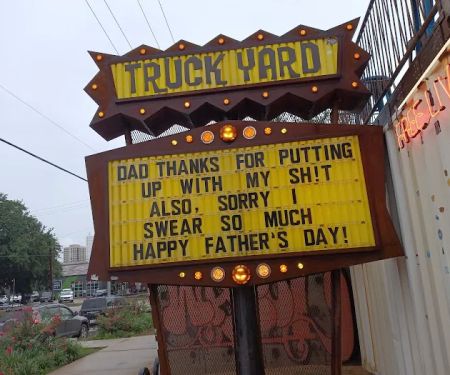 TRUCK YARD
DAD THANKS FOR PUTTING
UP WITH MY SH!T
ALSO, SORRY I
SWEAR SO MUCH
HAPPY FATHER'S DAY!